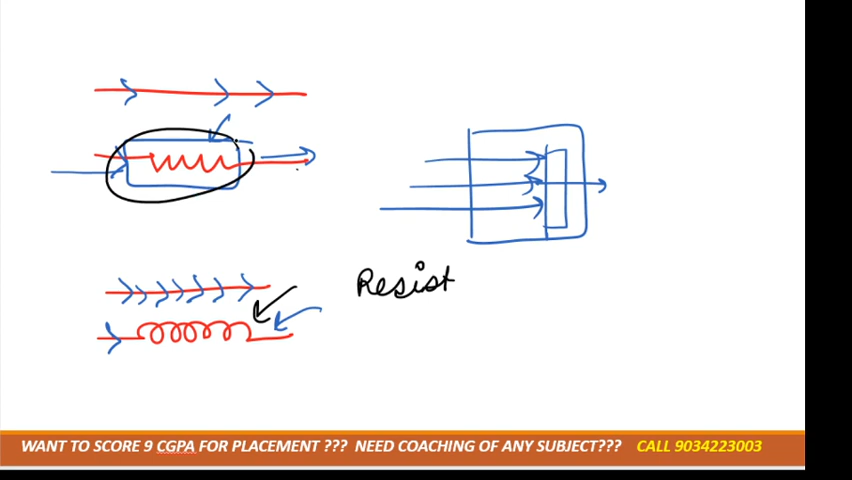 Resist
WANT TO SCORE 9 CGPA FOR PLACEMENT ??? NEED COACHING OF ANY SUBJECT??? CALL 9034223003